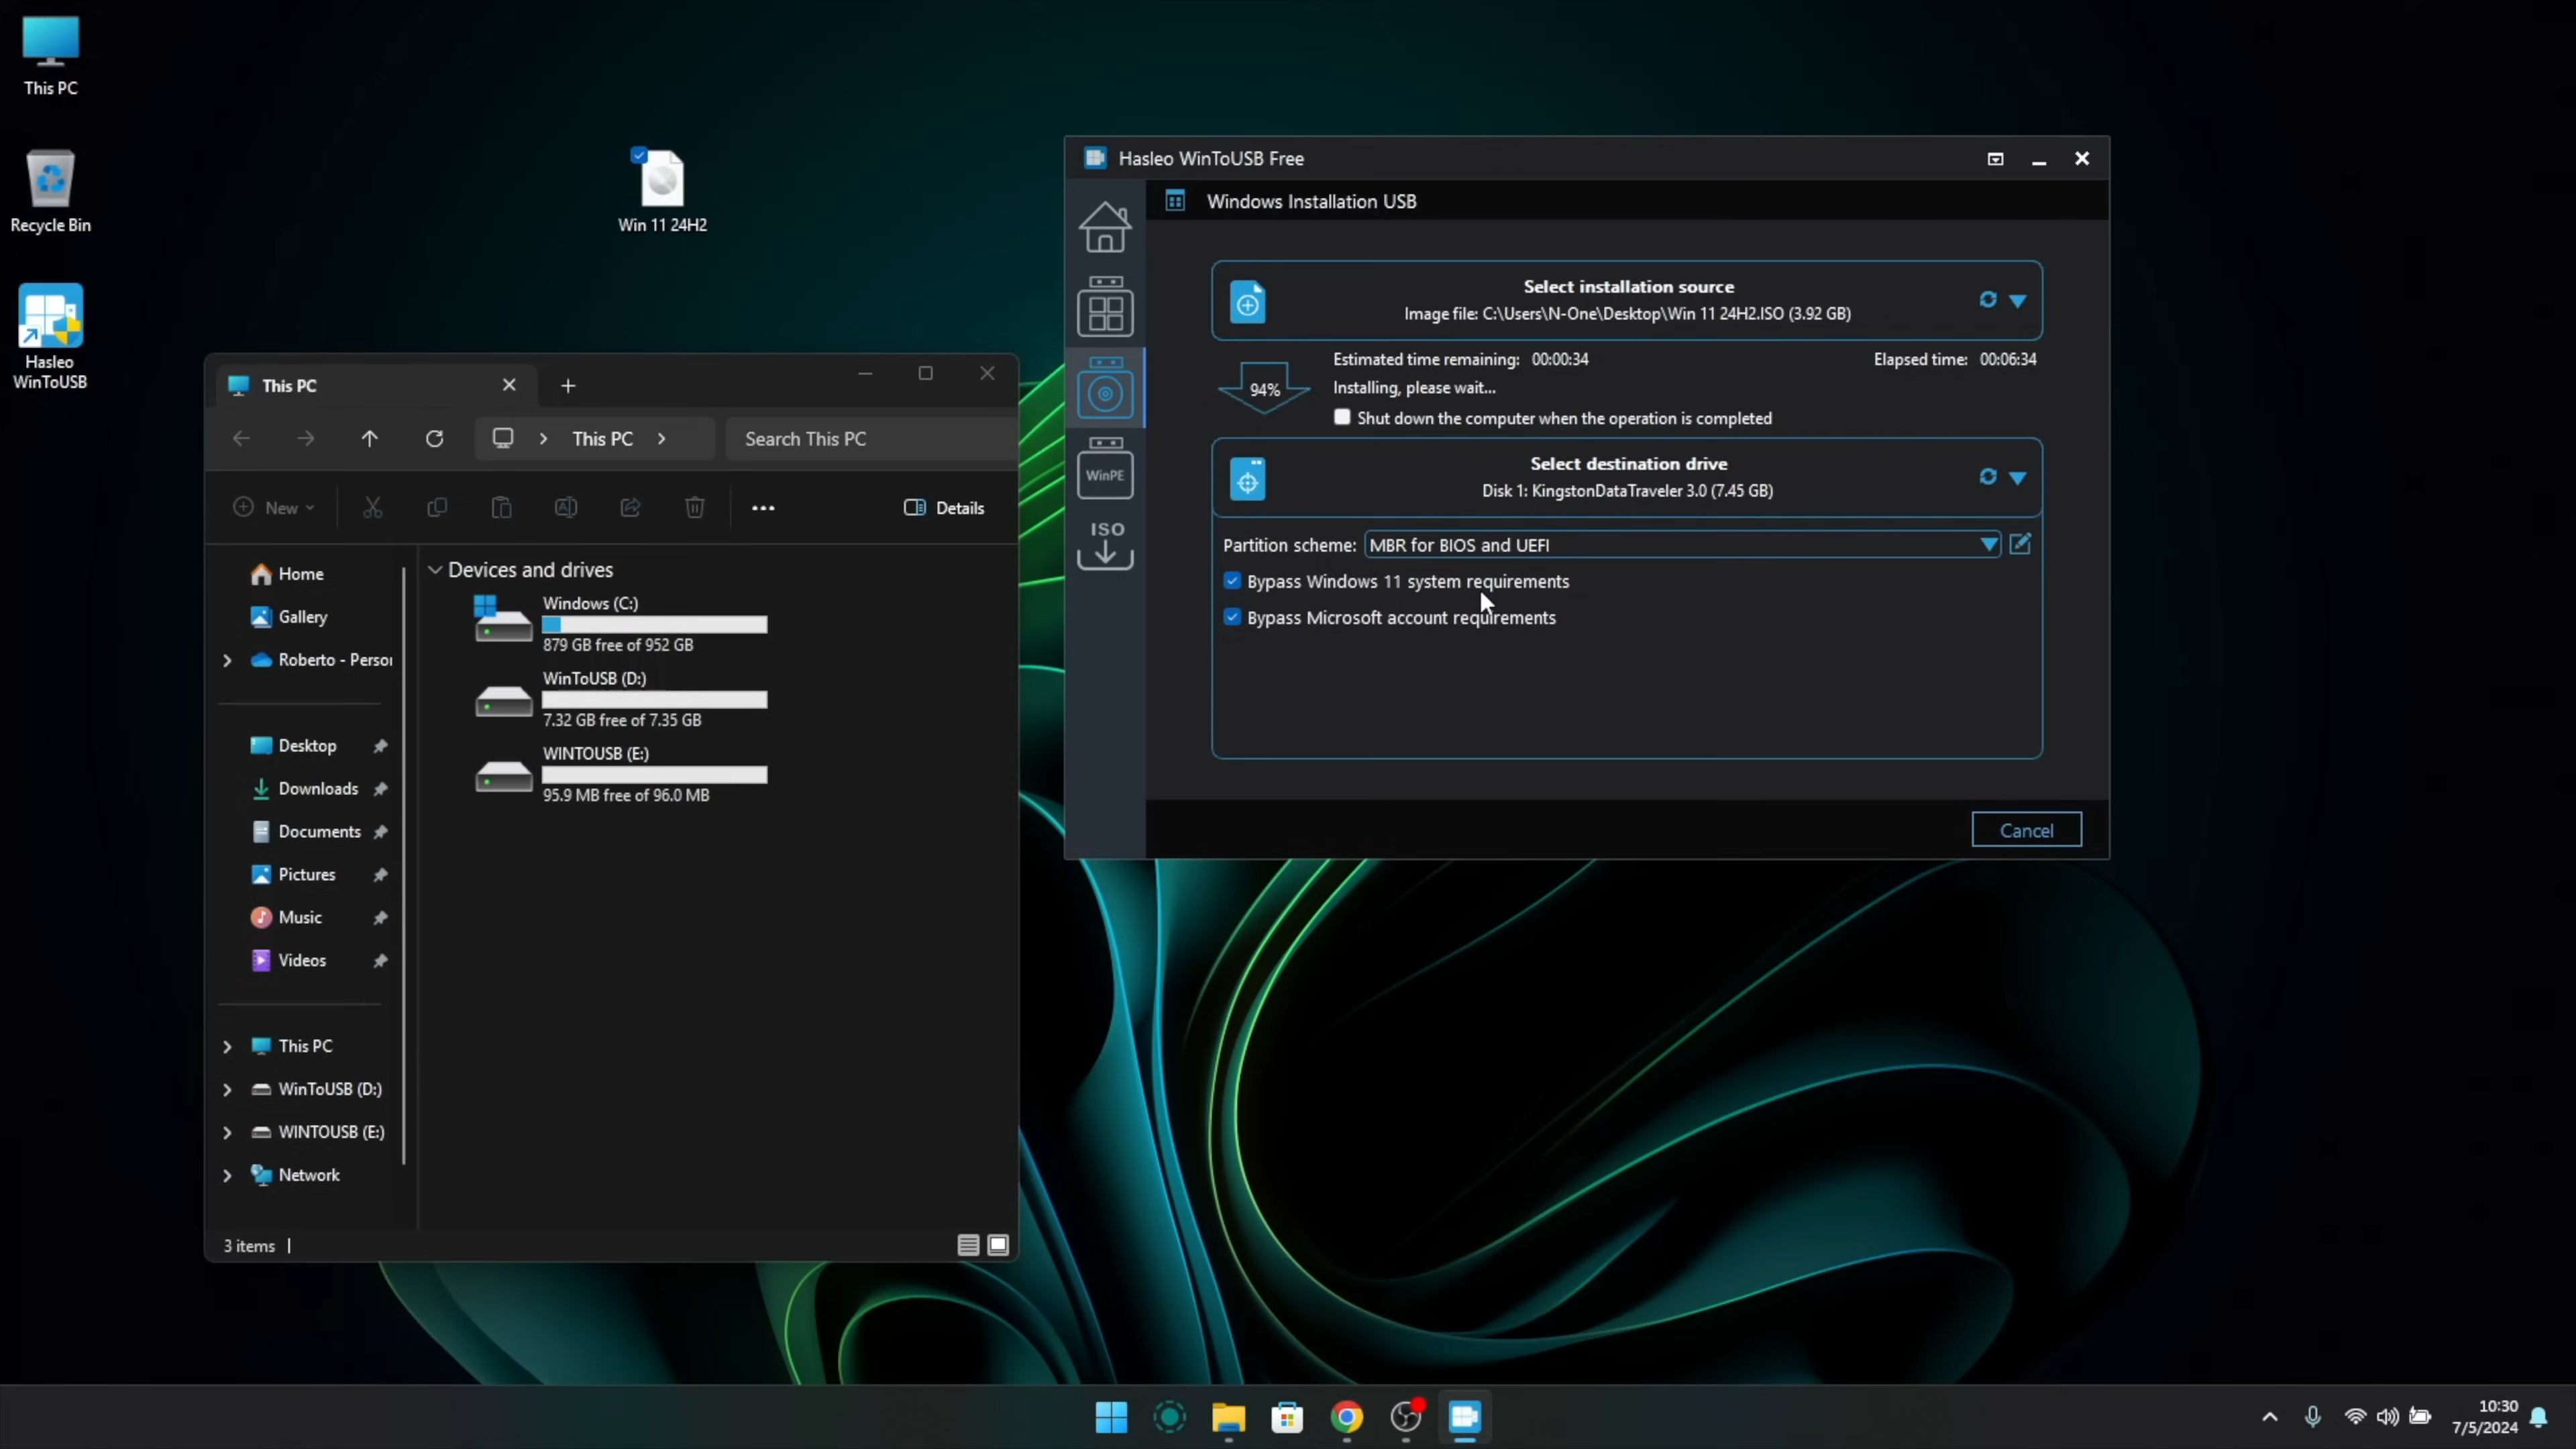 This PC
Recycle Bin
Hasleo
WinToUSB
Win 11 24H2
This PC
This PC
Search This PC
New
Details
Home
Gallery
Roberto - Person
Desktop
Downloads
Documents
Pictures
Music
Videos
This PC
WinToUSB (D:)
WINTOUSB (E:)
Network
Devices and drives
Windows (C:)
879 GB free of 952 GB
WinToUSB (D:)
7.32 GB free of 7.35 GB
WINTOUSB (E:)
95.9 MB free of 96.0 MB
3 items
Hasleo WinToUSB Free
Windows Installation USB
WinPE
ISO
Select installation source
Image file: C:\Users\N-One\Desktop\Win 11 24H2.ISO (3.92 GB)
94%
Estimated time remaining: 00:00:34
Elapsed time: 00:06:34
Installing, please wait...
Shut down the computer when the operation is completed
Select destination drive
Disk 1: KingstonDataTraveler 3.0 (7.45 GB)
Partition scheme: MBR for BIOS and UEFI
Bypass Windows 11 system requirements
Bypass Microsoft account requirements
Cancel
10:30
7/5/2024